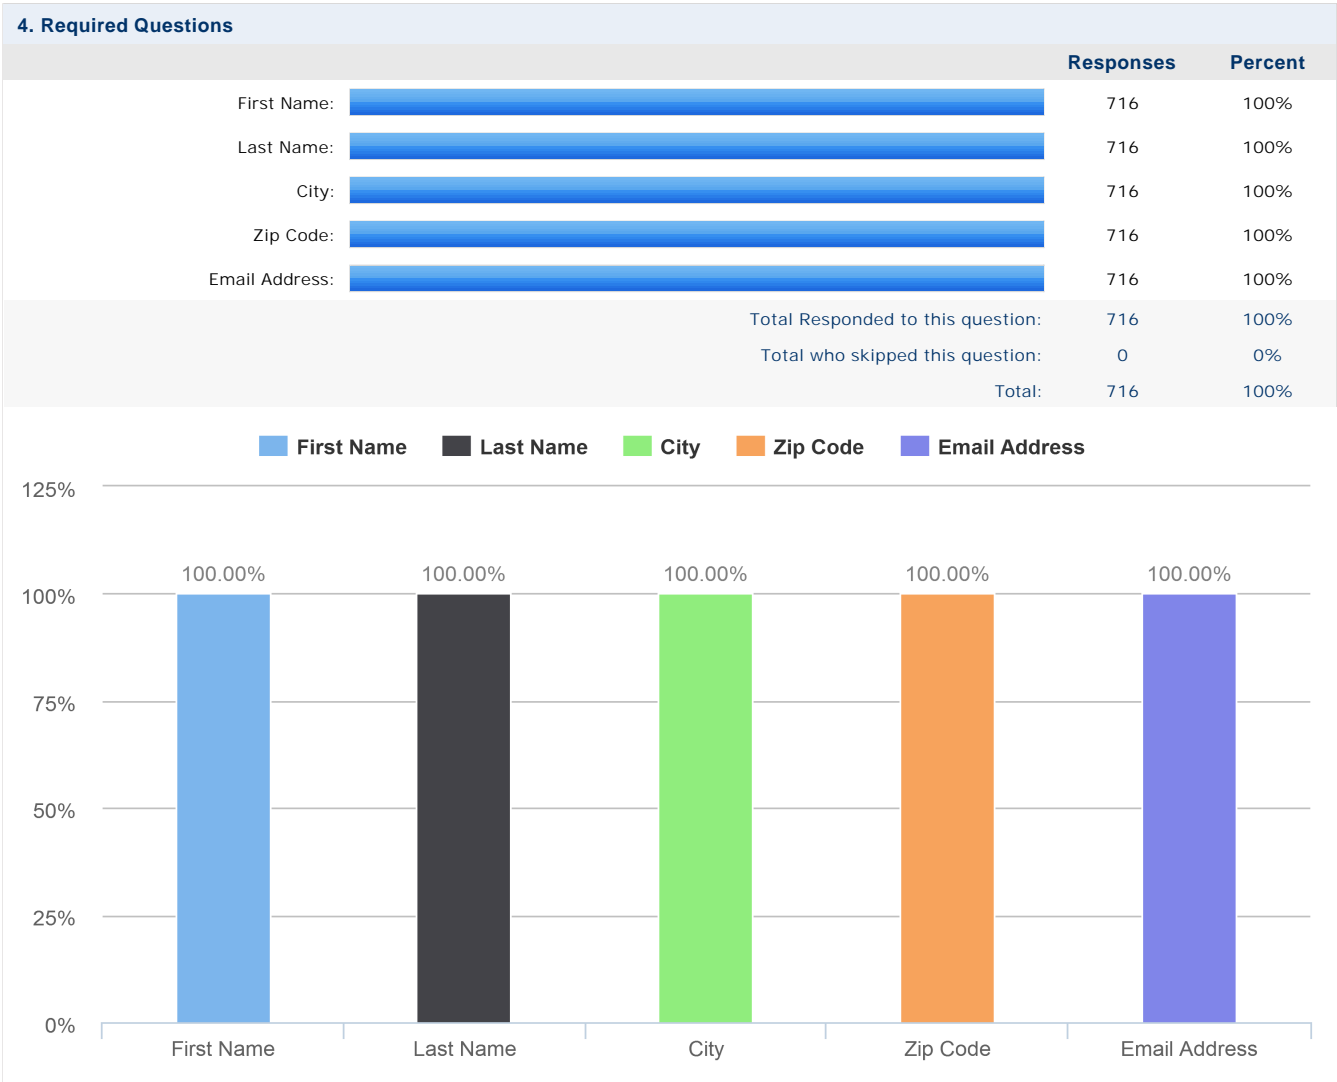 4. Required Questions
Responses Percent
First Name: 716 100%
Last Name: 716 100%
City: 716 100%
Zip Code: 716 100%
Email Address: 716 100%
Total Responded to this question: 716 100%
Total who skipped this question: 0 0%
Total: 716 100%
First Name Last Name City Zip Code Email Address
125%
100.00% 100.00% 100.00% 100.00% 100.00%
100%
75%
50%
25%
0%
First Name Last Name City Zip Code Email Address